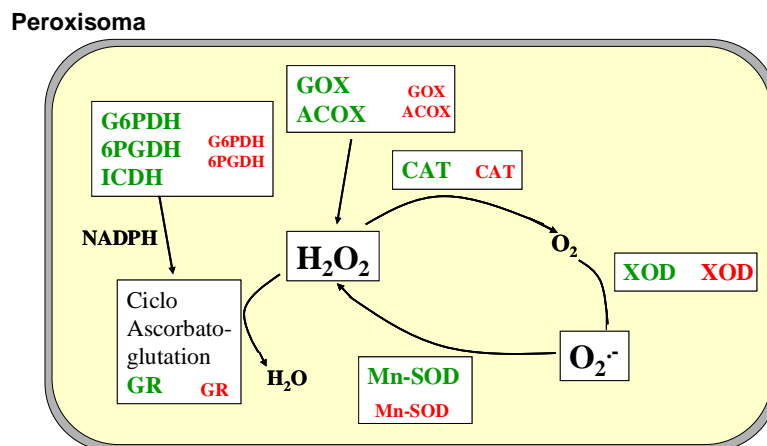 Peroxisoma
GOX GOX
ACOX ACOX
G6PDH G6PDH
6PGDH 6PGDH
ICDH
CAT CAT
NADPH
H₂O₂
O₂
XOD XOD
Ciclo
Ascorbato-
glutation
GR GR
H₂O
Mn-SOD
Mn-SOD
O₂·-